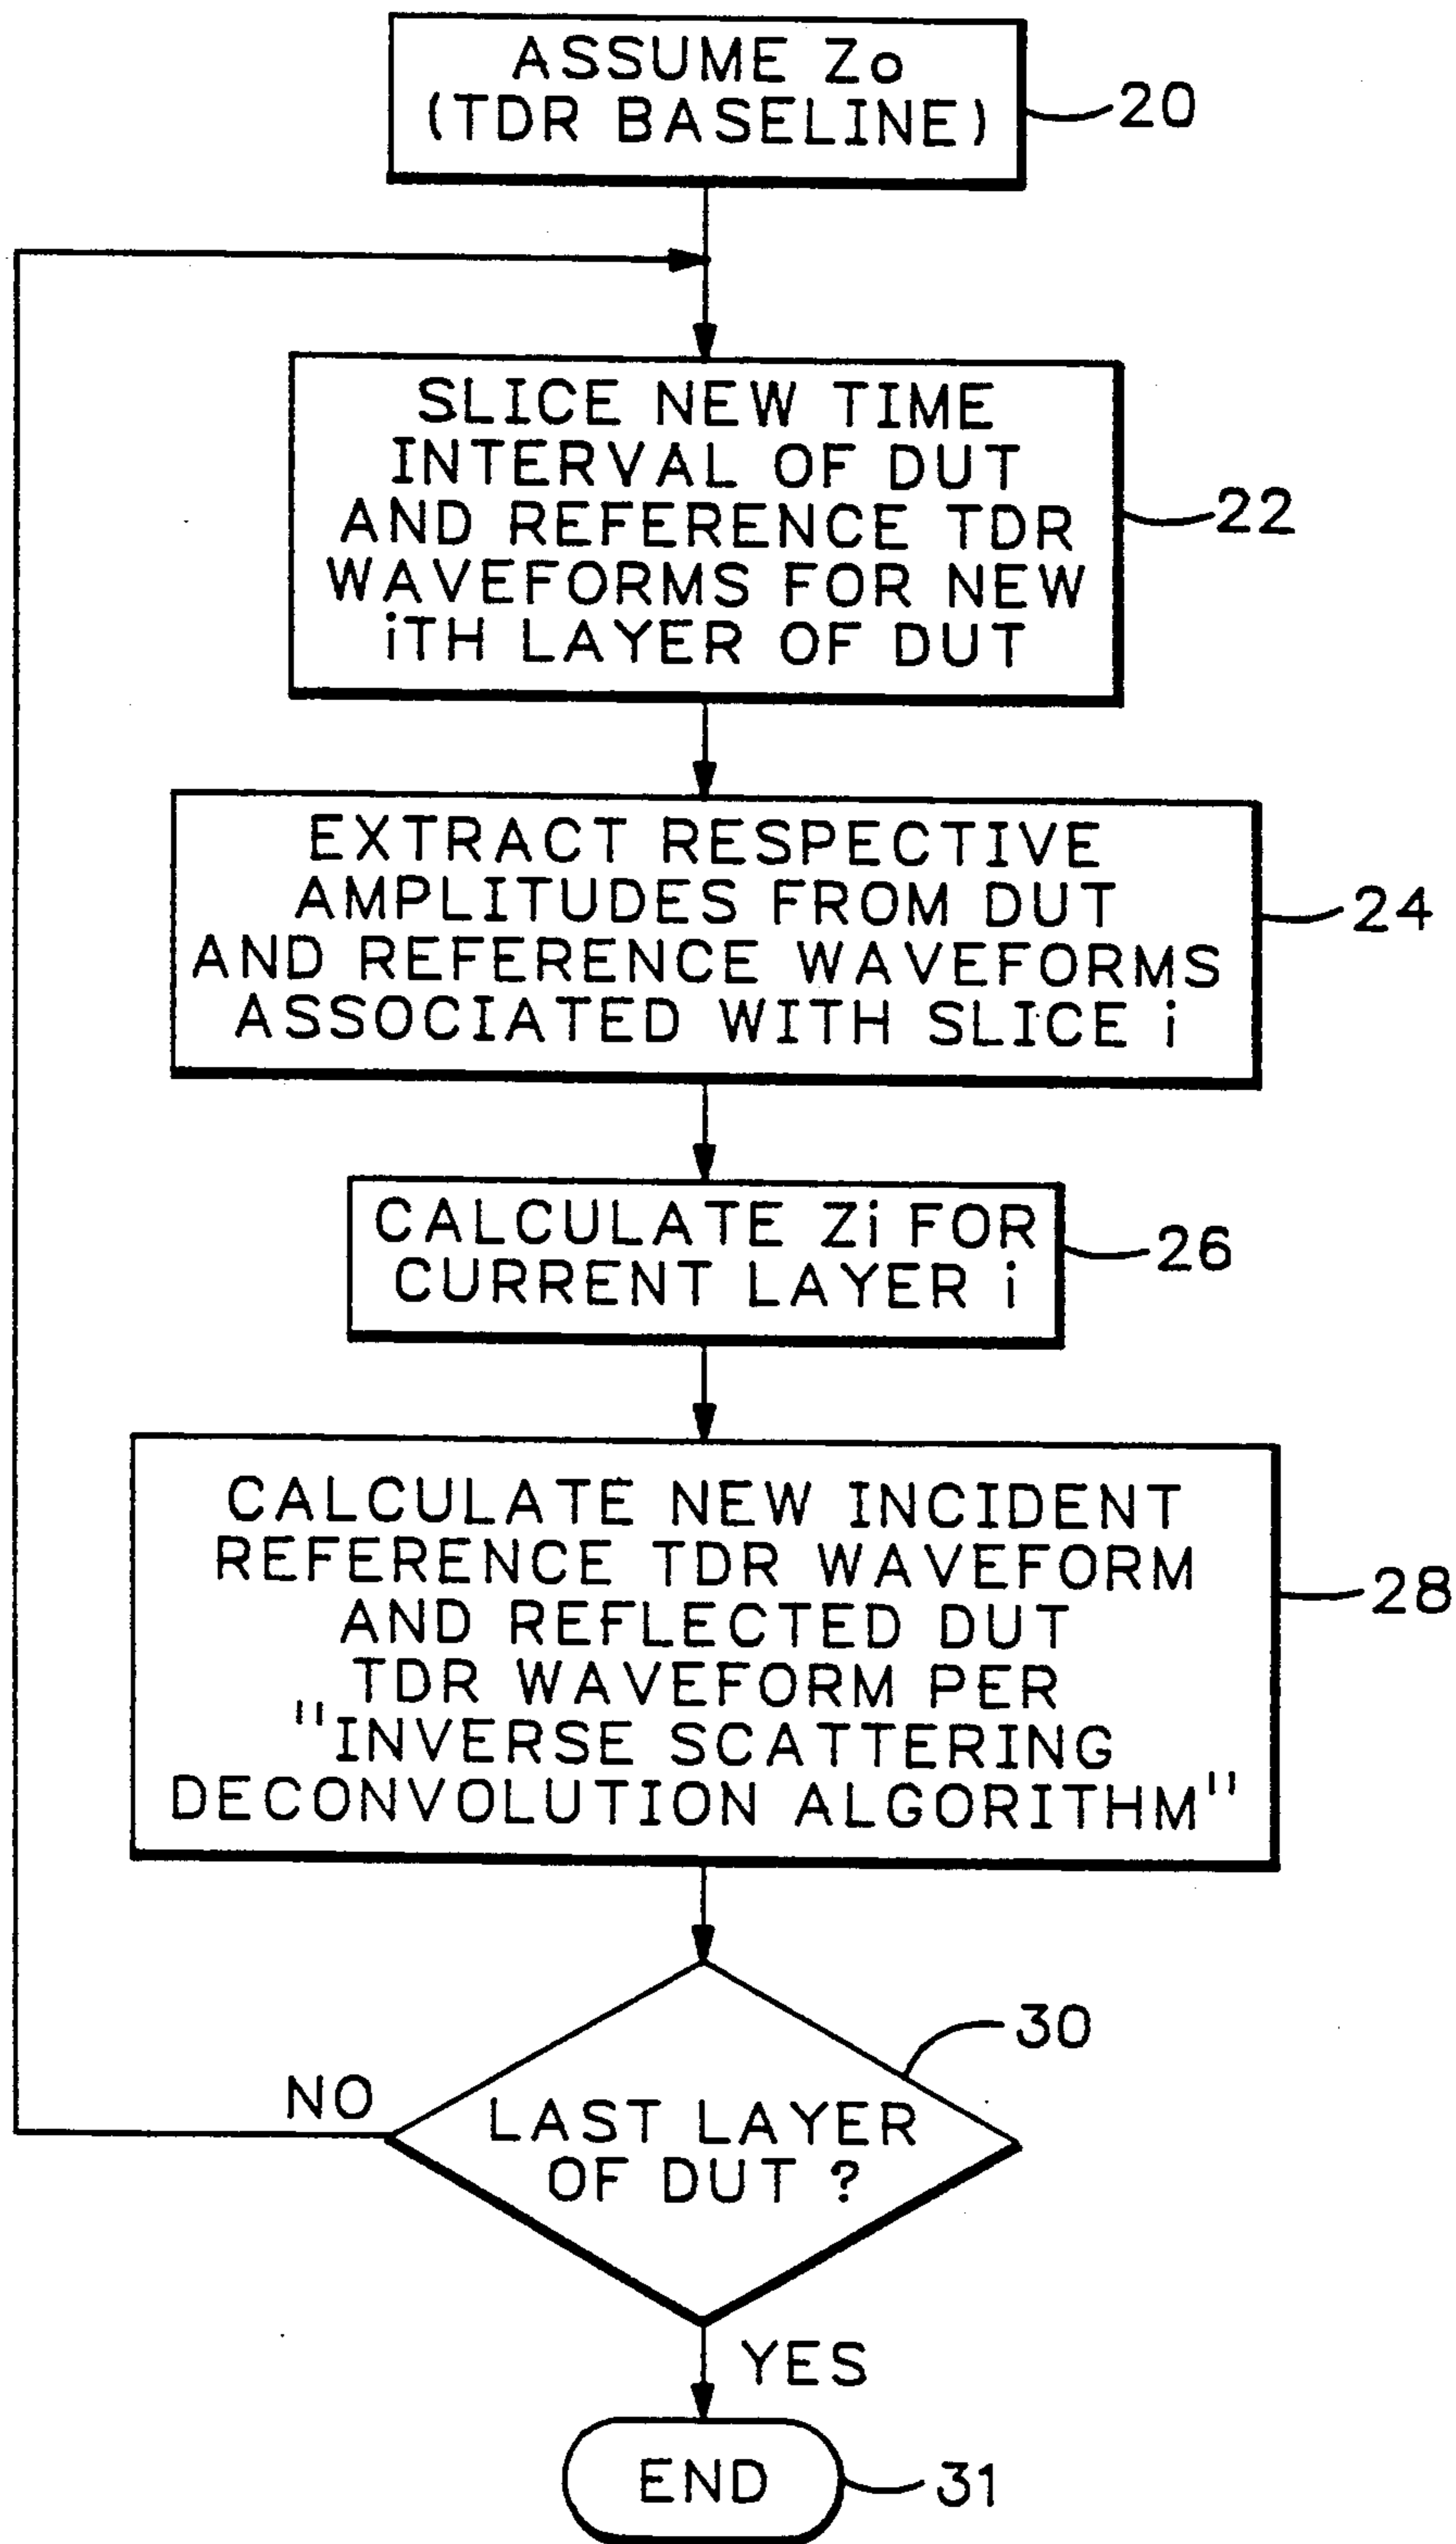 ASSUME Zo
(TDR BASELINE)
20
SLICE NEW TIME
INTERVAL OF DUT
AND REFERENCE TDR
WAVEFORMS FOR NEW
iTH LAYER OF DUT
22
EXTRACT RESPECTIVE
AMPLITUDES FROM DUT
AND REFERENCE WAVEFORMS
ASSOCIATED WITH SLICE i
24
CALCULATE Zi FOR
CURRENT LAYER i
26
CALCULATE NEW INCIDENT
REFERENCE TDR WAVEFORM
AND REFLECTED DUT
TDR WAVEFORM PER
"INVERSE SCATTERING
DECONVOLUTION ALGORITHM"
28
30
NO
LAST LAYER
OF DUT ?
YES
END
31